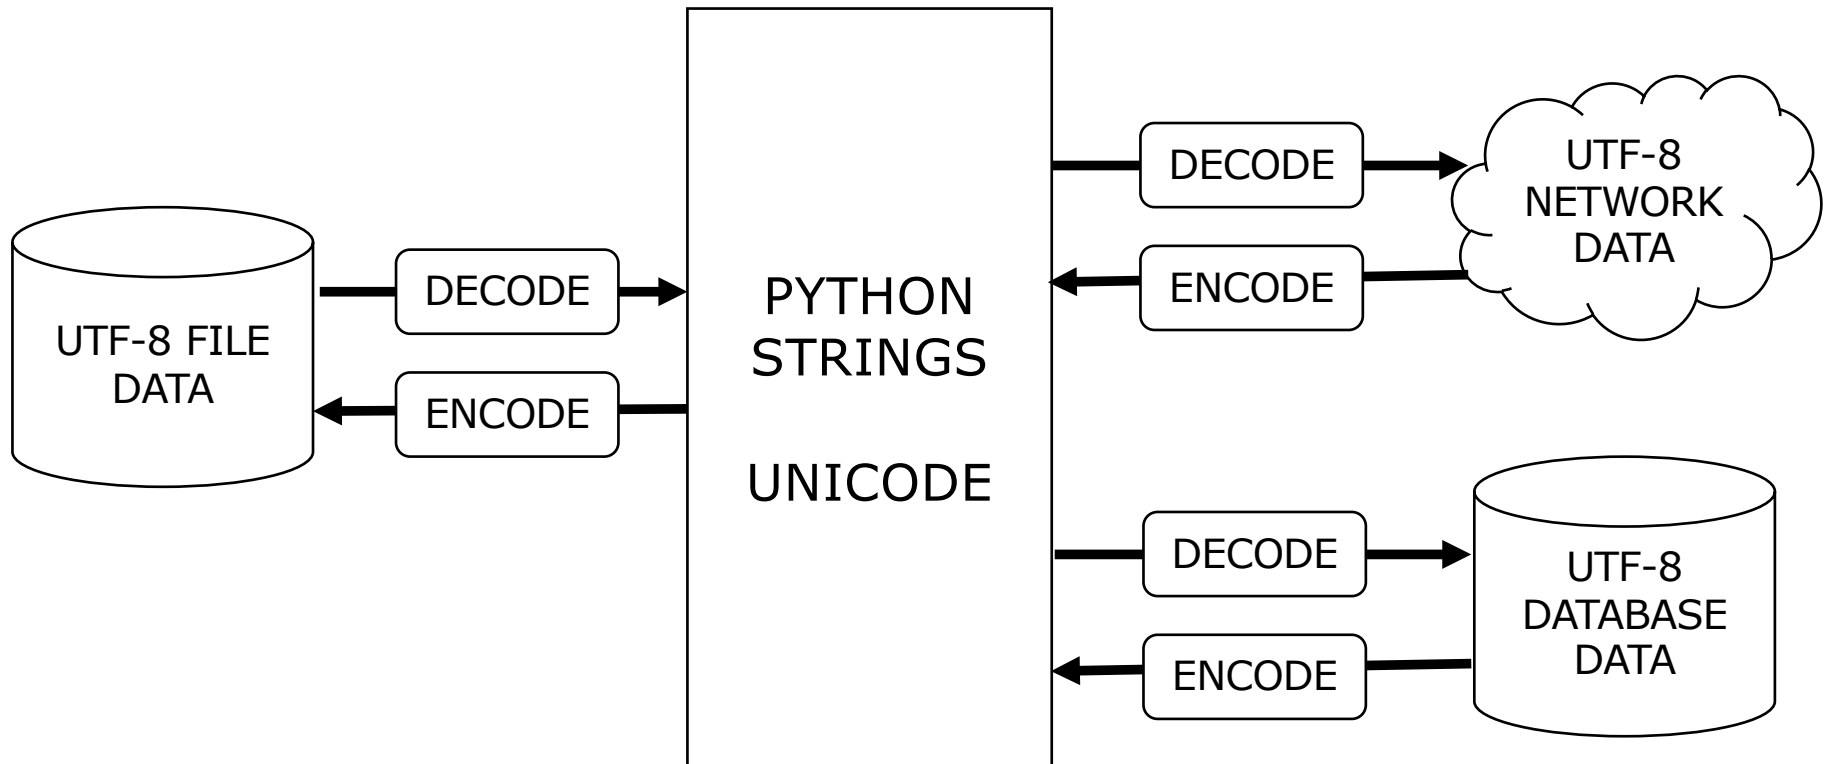 UTF-8 FILE
DATA
DECODE
ENCODE
PYTHON
STRINGS
UNICODE
DECODE
ENCODE
UTF-8
NETWORK
DATA
DECODE
ENCODE
UTF-8
DATABASE
DATA